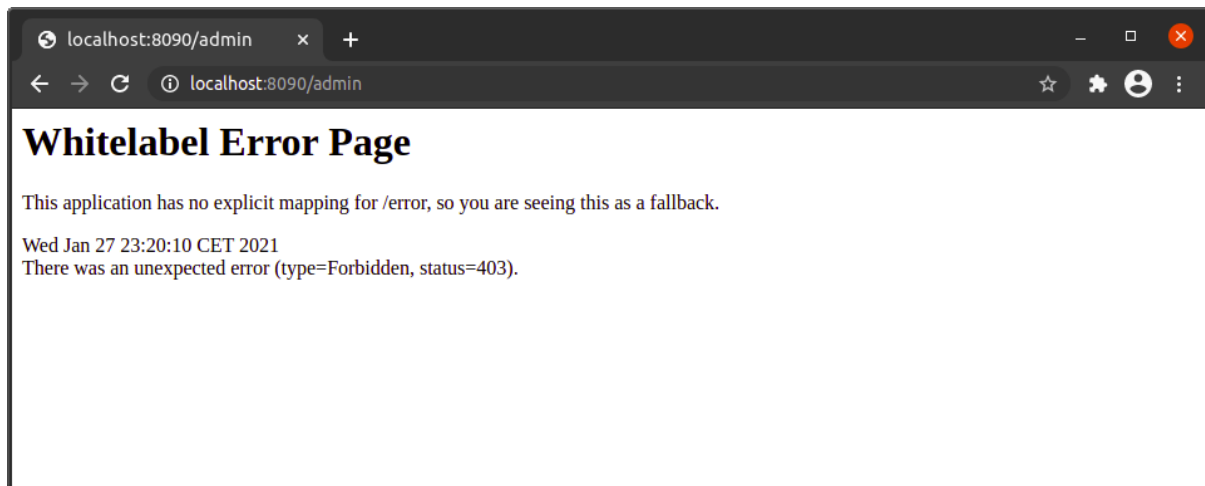 localhost:8090/admin
localhost:8090/admin
Whitelabel Error Page
This application has no explicit mapping for /error, so you are seeing this as a fallback.
Wed Jan 27 23:20:10 CET 2021
There was an unexpected error (type=Forbidden, status=403).